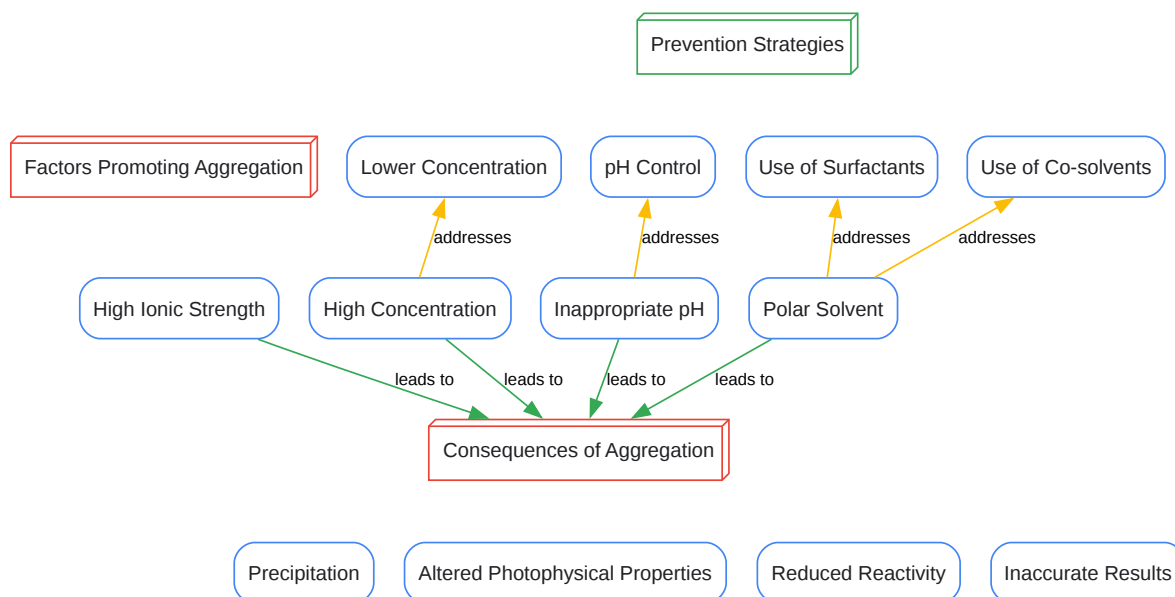 Prevention Strategies
Factors Promoting Aggregation
Lower Concentration
pH Control
Use of Surfactants
Use of Co-solvents
addresses
addresses
addresses
addresses
High Ionic Strength
High Concentration
Inappropriate pH
Polar Solvent
leads to
leads to
leads to
leads to
Consequences of Aggregation
Precipitation
Altered Photophysical Properties
Reduced Reactivity
Inaccurate Results